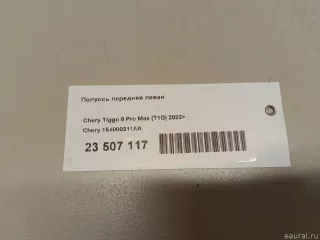 Полуось передняя левая
Chery Tiggo 8 Pro Max (T1D) 2022>
Chery 154000311AA
23 507 117
eaural.ru